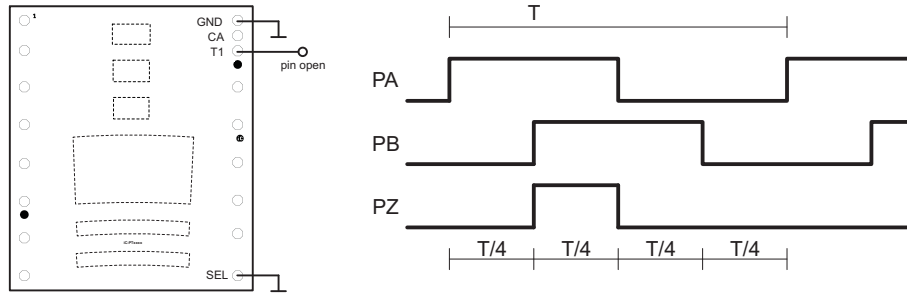 1
GND
CA
T1
pin open
SEL
T
PA
PB
PZ
T/4 T/4 T/4 T/4